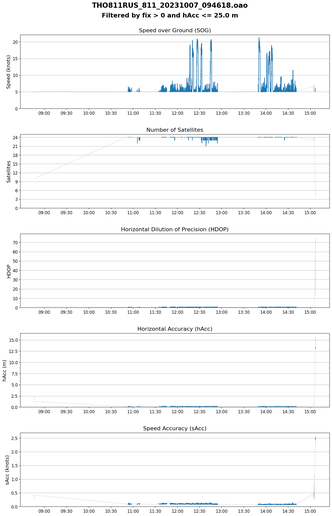 THO811RUS_811_20231007_094618.oao
Filtered by fix > 0 and hAcc <= 25.0 m
Speed over Ground (SOG)
Speed (knots)
20
15
10
5
0
09:00 09:30 10:00 10:30 11:00 11:30 12:00 12:30 13:00 13:30 14:00 14:30 15:00
Number of Satellites
Satellites
24
21
18
15
12
9
6
3
0
09:00 09:30 10:00 10:30 11:00 11:30 12:00 12:30 13:00 13:30 14:00 14:30 15:00
Horizontal Dilution of Precision (HDOP)
HDOP
70
60
50
40
30
20
10
0
09:00 09:30 10:00 10:30 11:00 11:30 12:00 12:30 13:00 13:30 14:00 14:30 15:00
Horizontal Accuracy (hAcc)
hAcc (m)
15.0
12.5
10.0
7.5
5.0
2.5
0.0
09:00 09:30 10:00 10:30 11:00 11:30 12:00 12:30 13:00 13:30 14:00 14:30 15:00
Speed Accuracy (sAcc)
sAcc (knots)
2.5
2.0
1.5
1.0
0.5
0.0
09:00 09:30 10:00 10:30 11:00 11:30 12:00 12:30 13:00 13:30 14:00 14:30 15:00